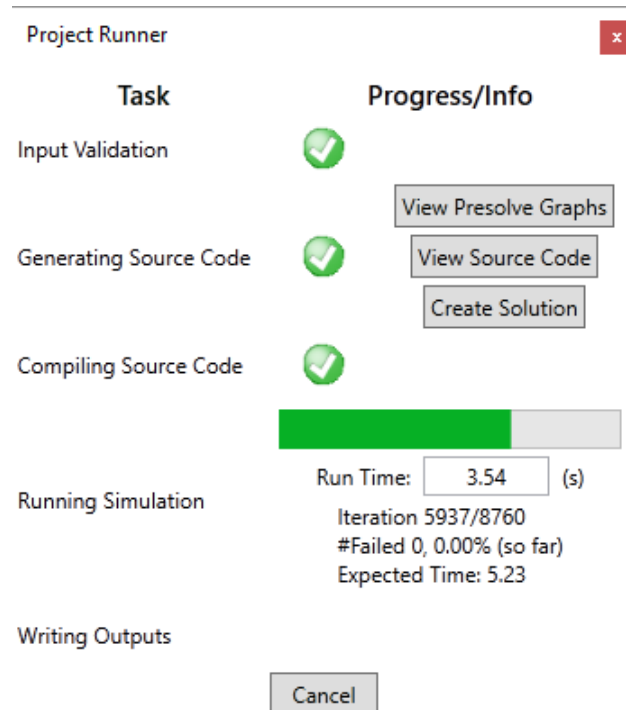 Project Runner
x
Task Progress/Info
Input Validation
View Presolve Graphs
Generating Source Code View Source Code
Create Solution
Compiling Source Code
Run Time: 3.54 (s)
Running Simulation
Iteration 5937/8760
#Failed 0, 0.00% (so far)
Expected Time: 5.23
Writing Outputs
Cancel